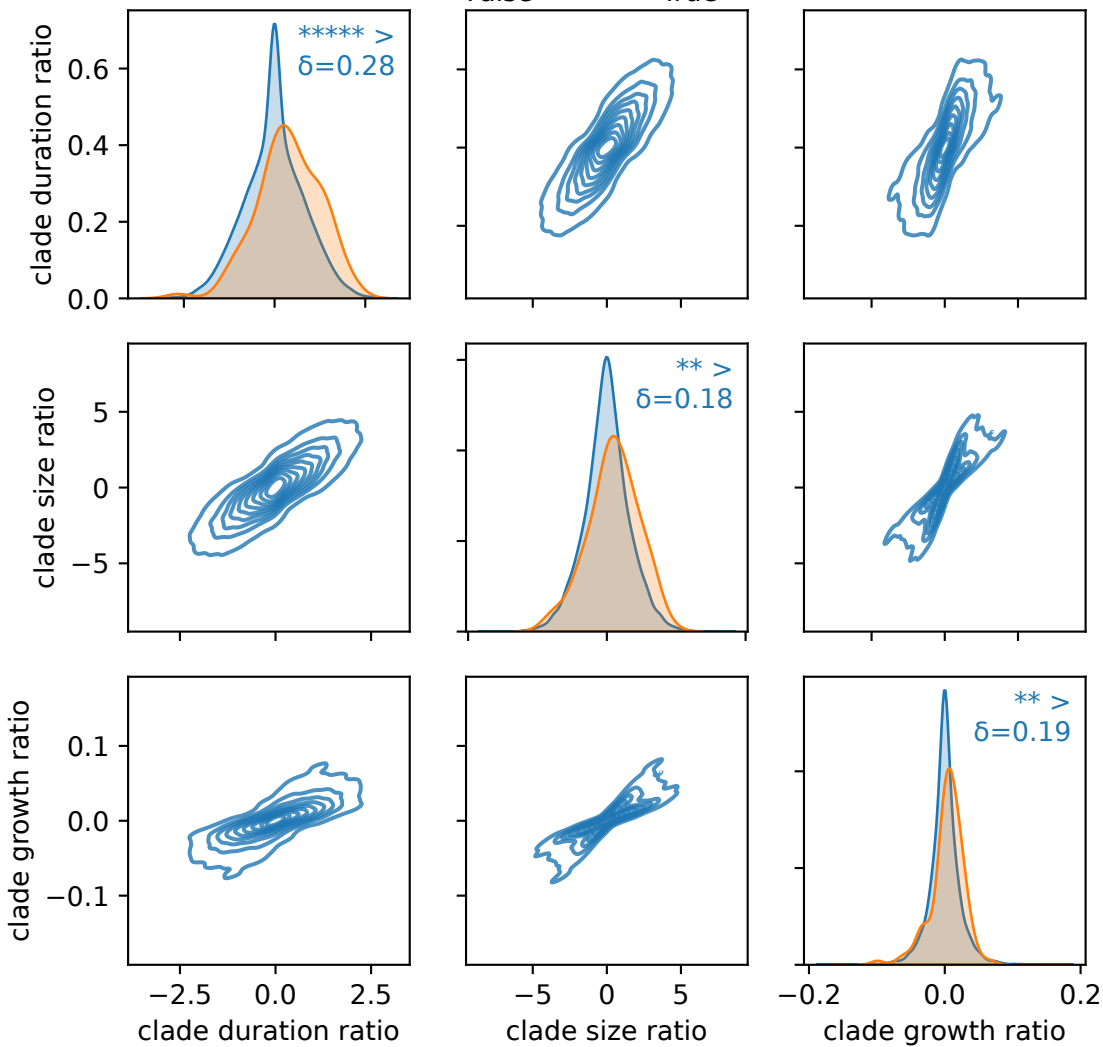 clade duration ratio
0.6
0.4
0.2
0.0
***** >
δ=0.28
clade size ratio
5
0
−5
** >
δ=0.18
clade growth ratio
0.1
0.0
−0.1
** >
δ=0.19
−2.5 0.0 2.5
−5 0 5
−0.2 0.0 0.2
clade duration ratio
clade size ratio
clade growth ratio